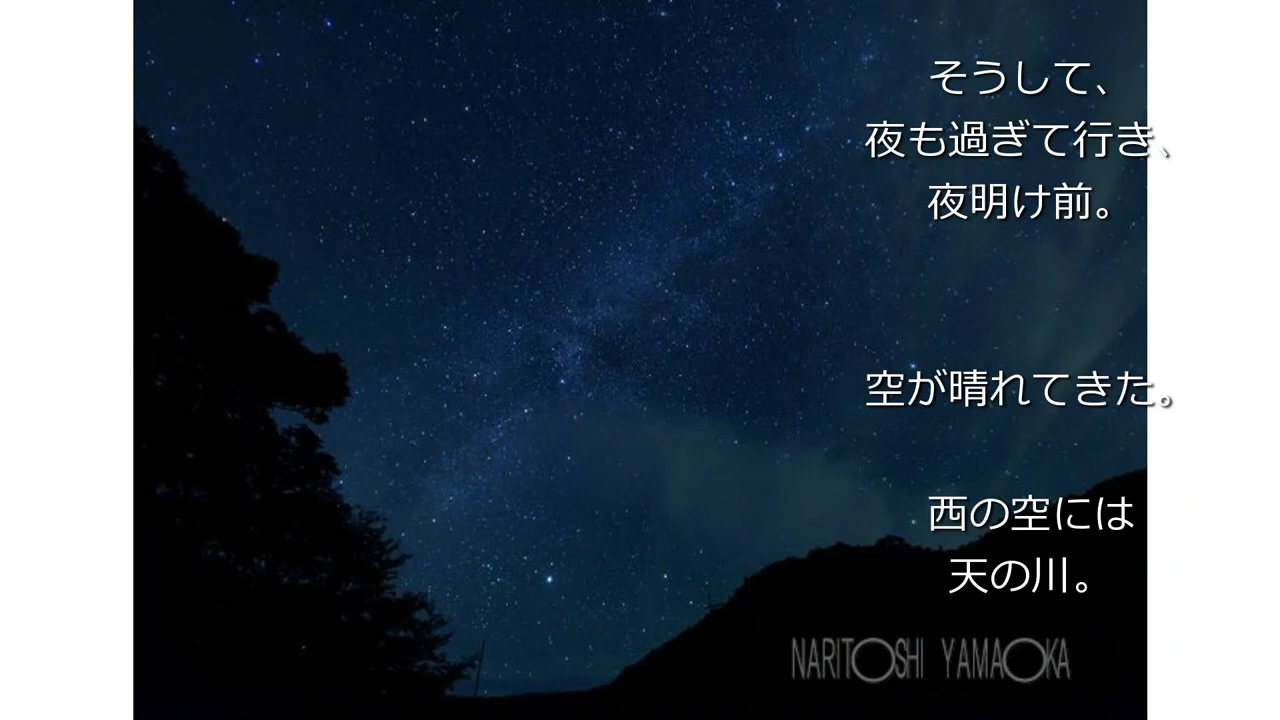 そうして、
夜も過ぎて行き、
夜明け前。
空が晴れてきた。
西の空には
天の川。
NARITOSHI YAMAOKA